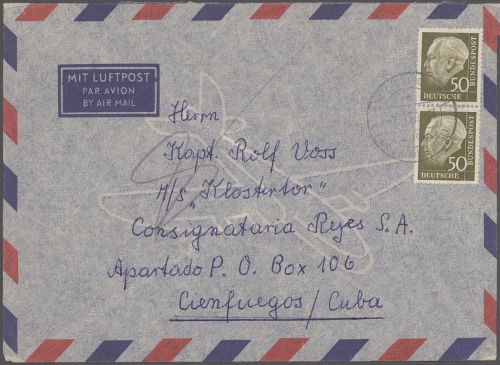 MIT LUFTPOST
PAR AVION
BY AIR MAIL
50
DEUTSCHE
BUNDESPOST
50
DEUTSCHE
BUNDESPOST
Herrn
Kapt. Rolf Voss
M/S „Klostertor"
Consignataria Reyes S.A.
Apartado P. O. Box 106
Cienfuegos / Cuba